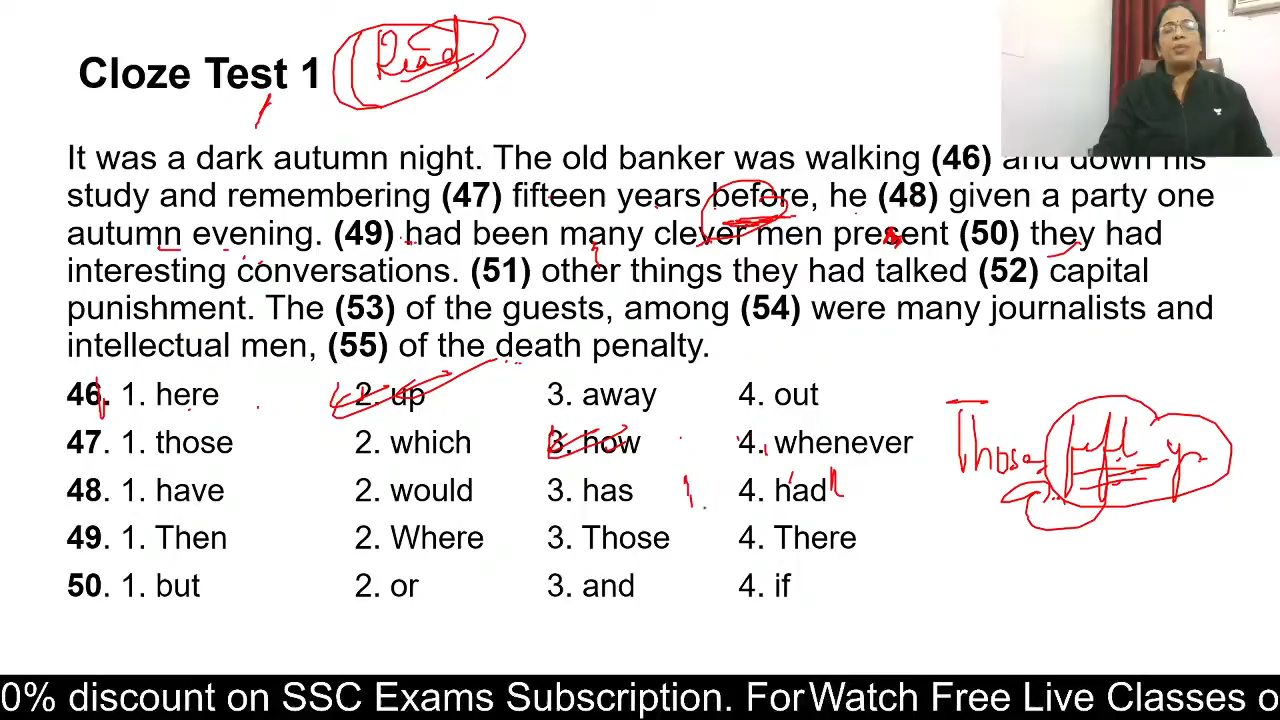 Cloze Test 1
Read
It was a dark autumn night. The old banker was walking (46) and down his
study and remembering (47) fifteen years before, he (48) given a party one
autumn evening. (49) had been many clever men present (50) they had
interesting conversations. (51) other things they had talked (52) capital
punishment. The (53) of the guests, among (54) were many journalists and
intellectual men, (55) of the death penalty.
46. 1. here 2. up 3. away 4. out
47. 1. those 2. which 3. how 4. whenever
Those
48. 1. have 2. would 3. has 4. had
49. 1. Then 2. Where 3. Those 4. There
50. 1. but 2. or 3. and 4. if
0% discount on SSC Exams Subscription. For Watch Free Live Classes o